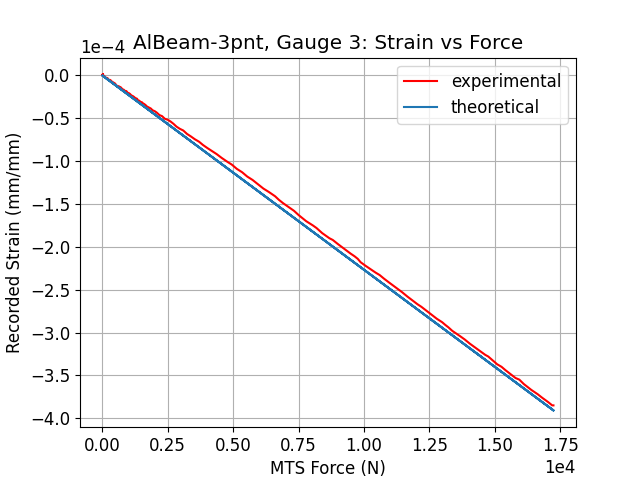 1e−4
AlBeam-3pnt, Gauge 3: Strain vs Force
experimental
theoretical
0.0
−0.5
−1.0
−1.5
−2.0
−2.5
−3.0
−3.5
−4.0
Recorded Strain (mm/mm)
0.00 0.25 0.50 0.75 1.00 1.25 1.50 1.75
MTS Force (N)
1e4